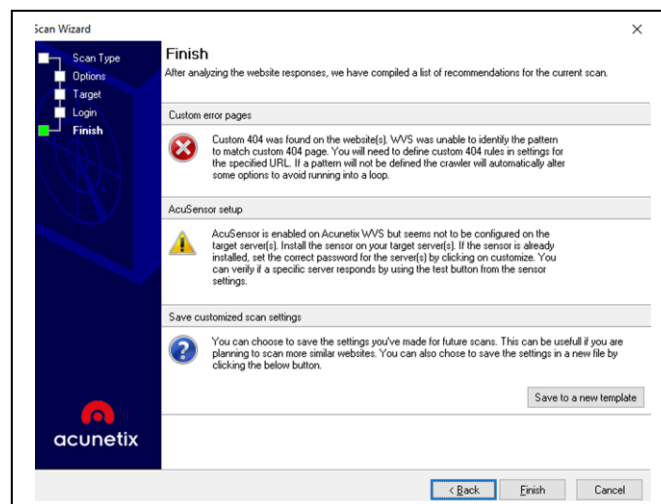 Scan Wizard
Scan Type
Options
Target
Login
Finish
Finish
After analyzing the website responses, we have compiled a list of recommendations for the current scan.
Custom error pages
Custom 404 was found on the website(s). WVS was unable to identify the pattern
to match custom 404 page. You will need to define custom 404 rules in settings for
the specified URL. If a pattern will not be defined the crawler will automatically alter
some options to avoid running into a loop.
AcuSensor setup
AcuSensor is enabled on Acunetix WVS but seems not to be configured on the
target server(s). Install the sensor on your target server(s). If the sensor is already
installed, set the correct password for the server(s) by clicking on customize. You
can verify if a specific server responds by using the test button from the sensor
settings.
Save customized scan settings
You can choose to save the settings you've made for future scans. This can be usefull if you are
planning to scan more similar websites. You can also chose to save the settings in a new file by
clicking the below button.
Save to a new template
acunetix
< Back
Finish
Cancel